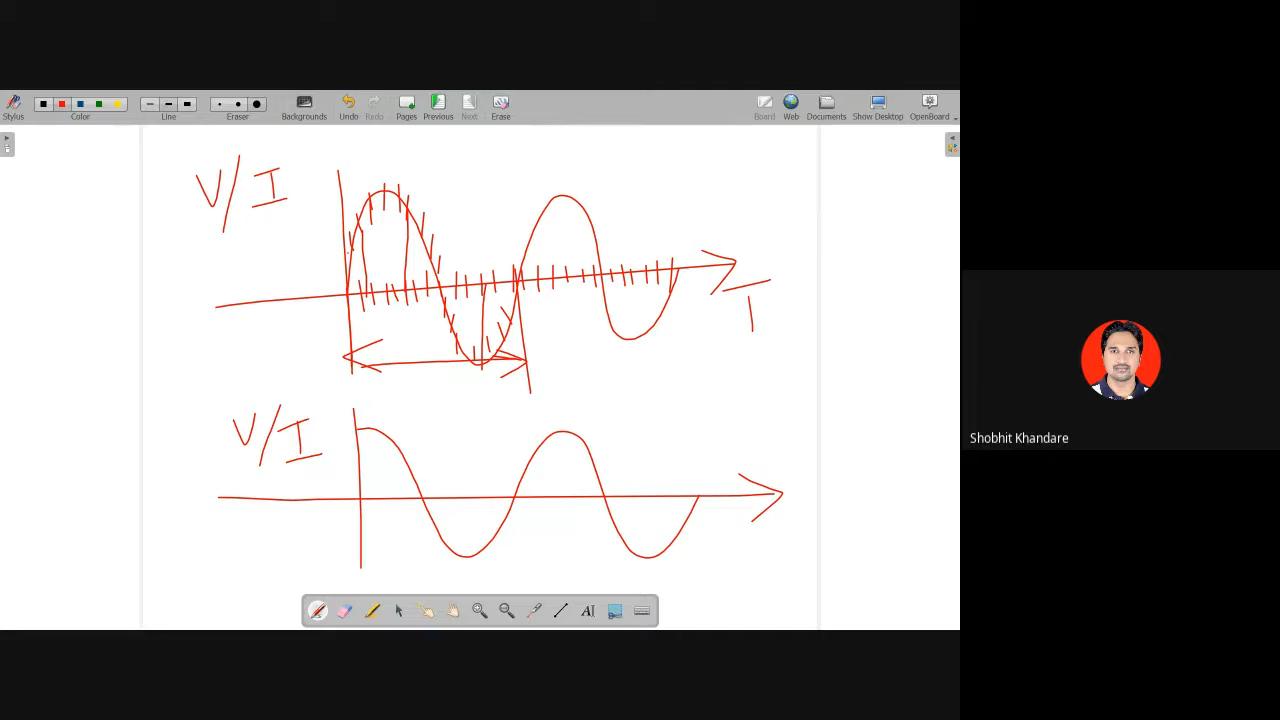 Stylus Color Line Eraser Backgrounds Undo Redo Pages Previous Next Erase Board Web Documents Show Desktop OpenBoard
V/I
T
Shobhit Khandare
V/I
AI